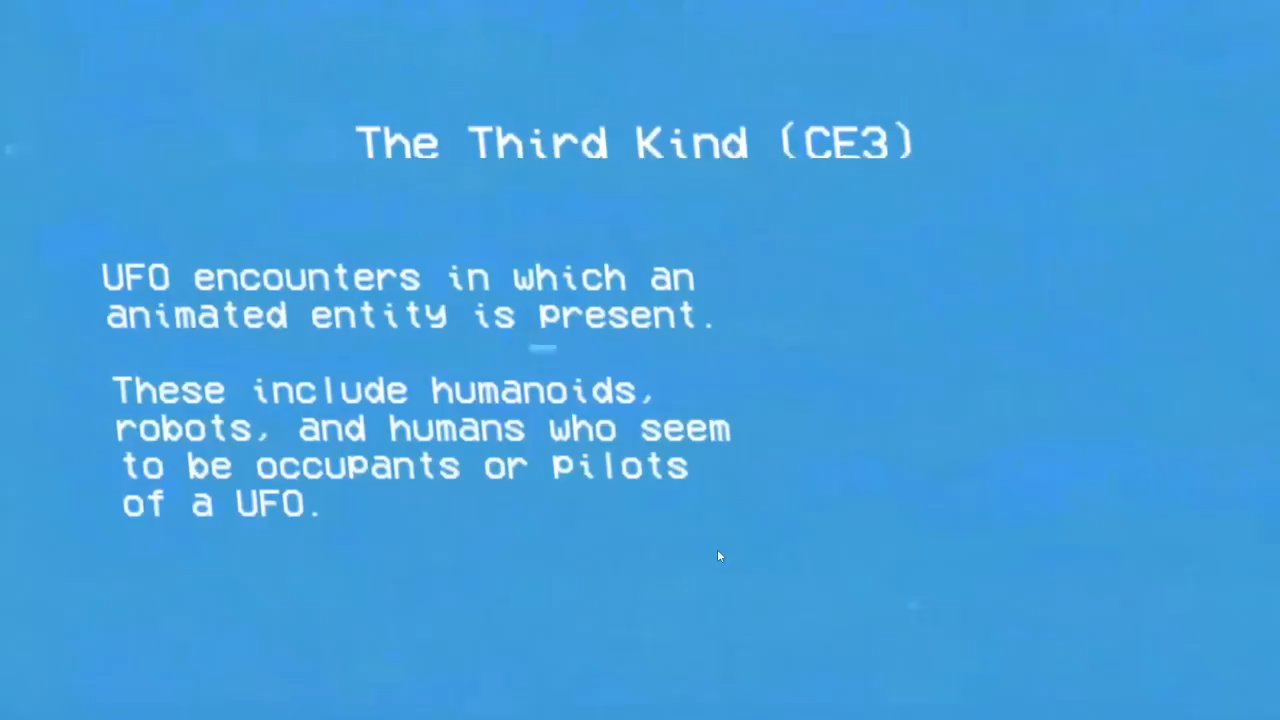 The Third Kind (CE3)
UFO encounters in which an
animated entity is present.
These include humanoids,
robots, and humans who seem
to be occupants or pilots
of a UFO.